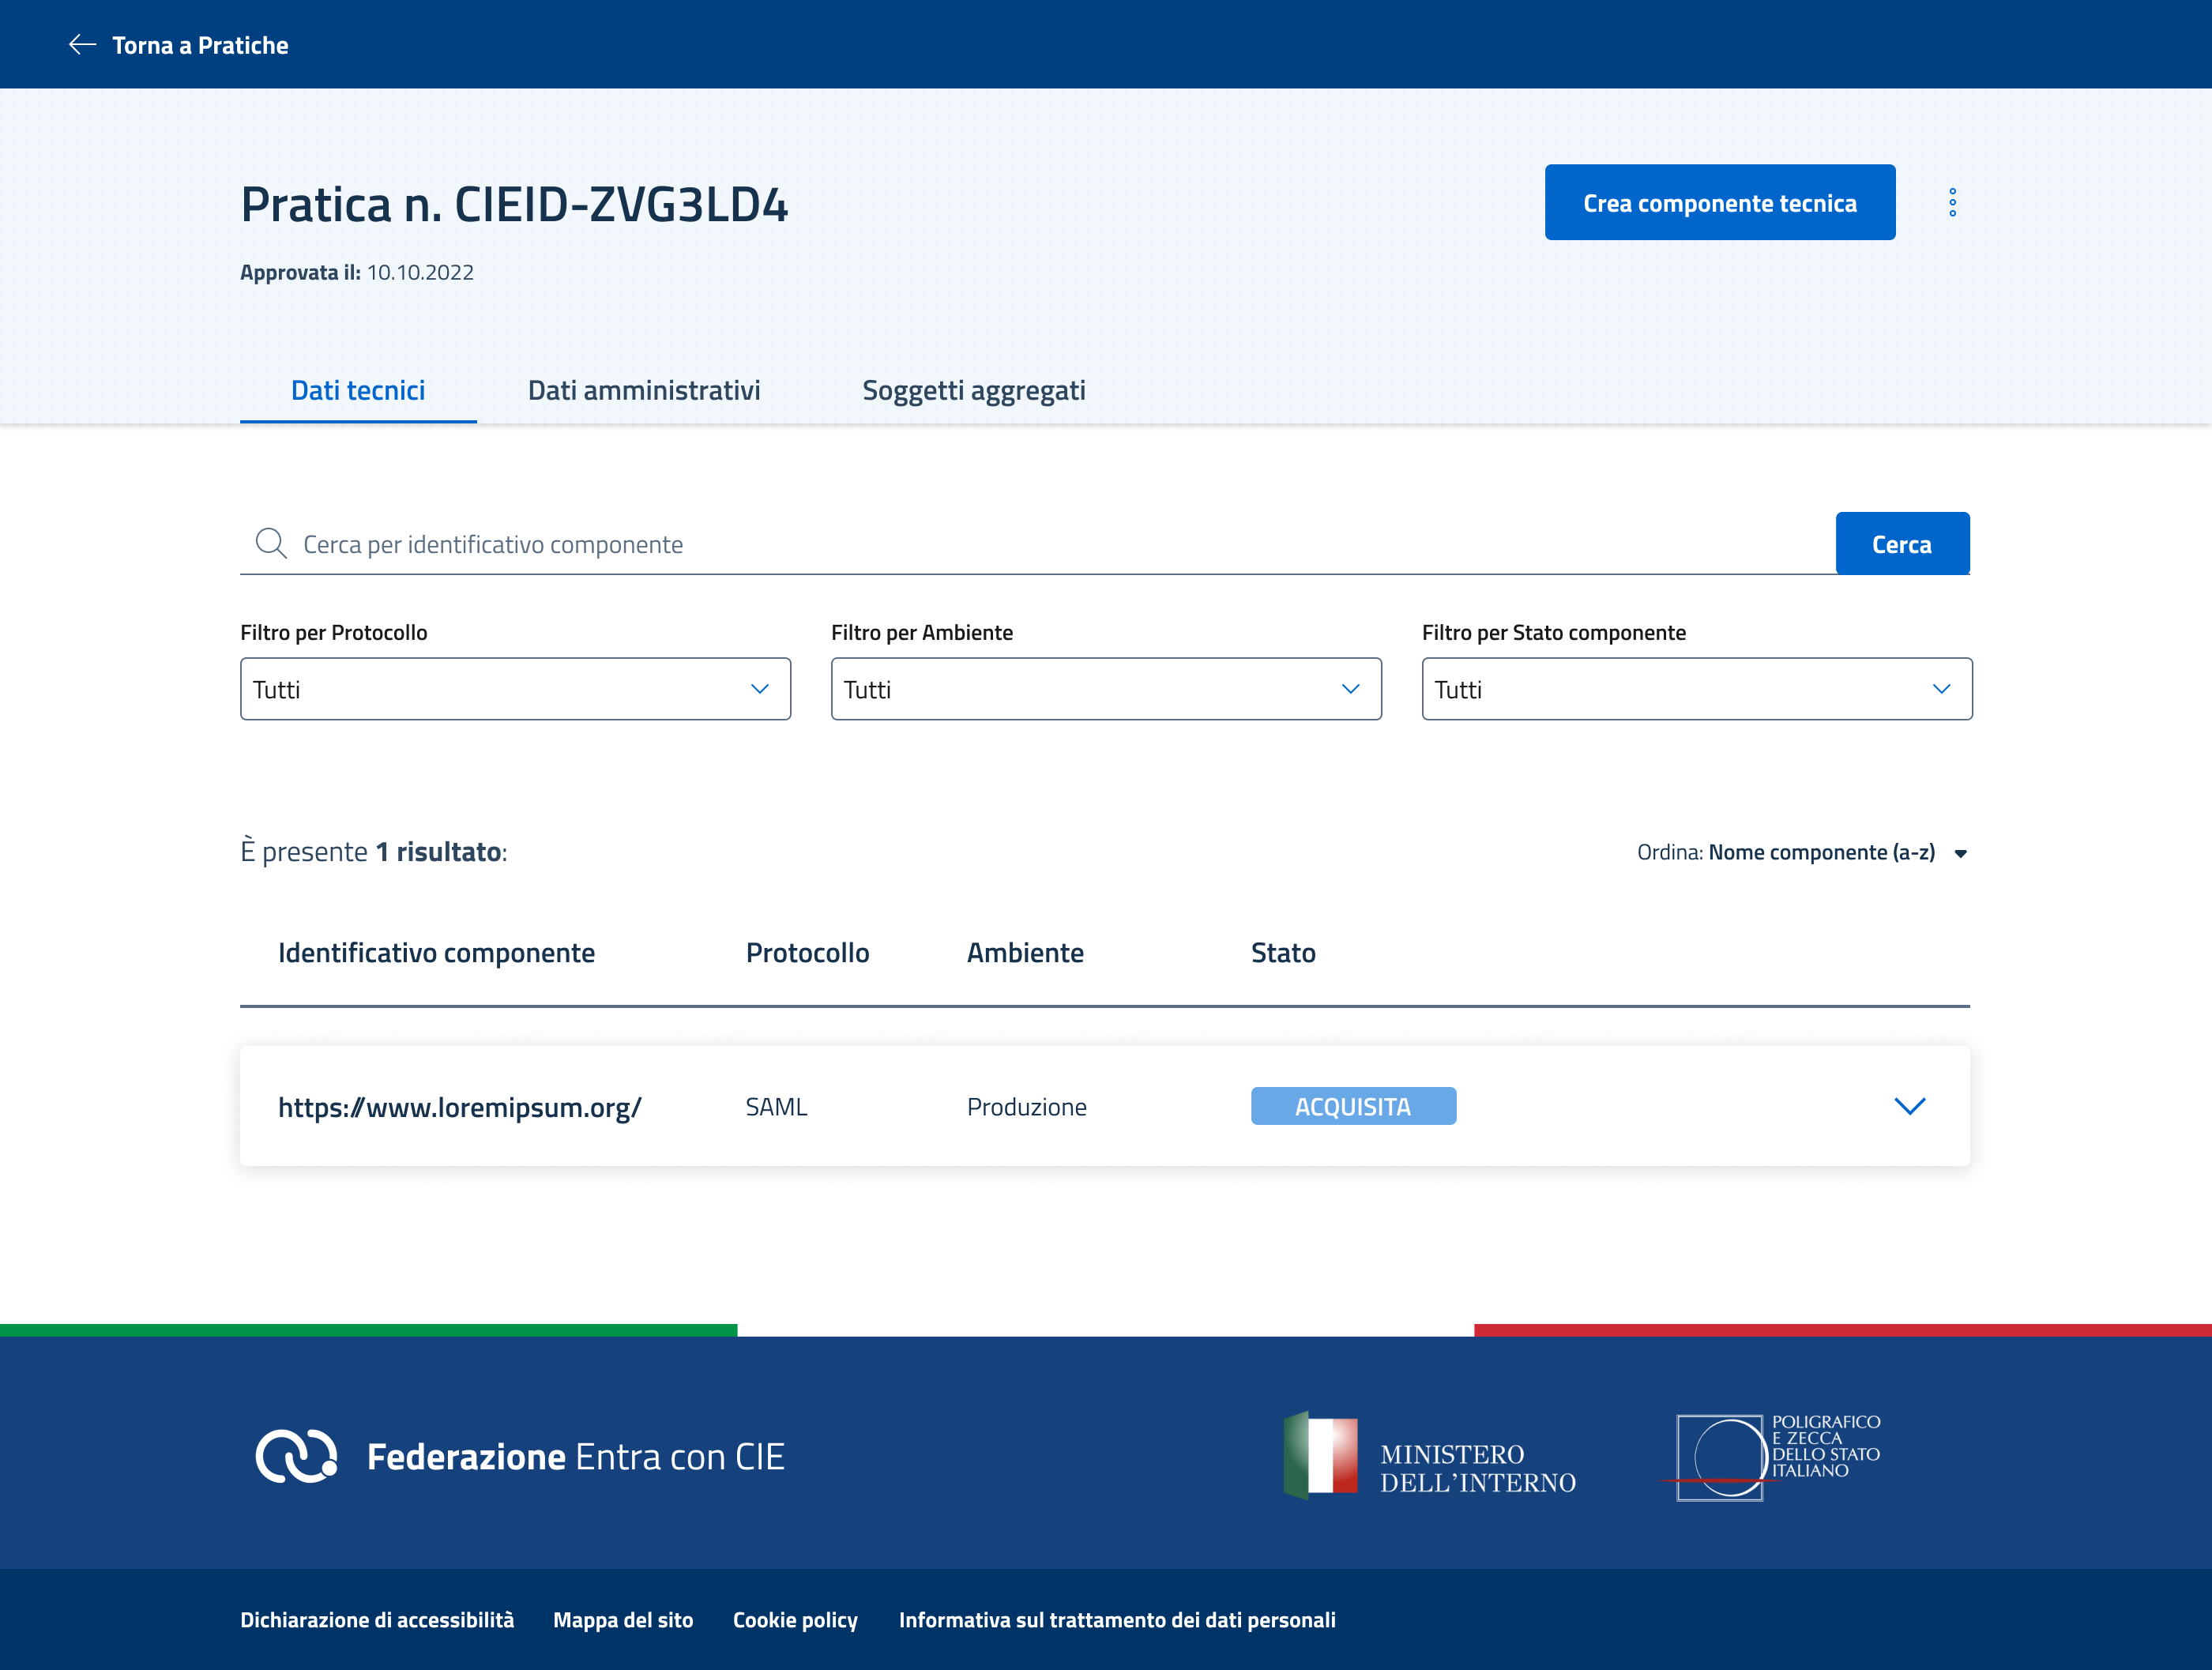 Torna a Pratiche
Pratica n. CIEID-ZVG3LD4
Crea componente tecnica
Approvata il: 10.10.2022
Dati tecnici Dati amministrativi Soggetti aggregati
Cerca per identificativo componente
Cerca
Filtro per Protocollo Filtro per Ambiente Filtro per Stato componente
Tutti Tutti Tutti
È presente 1 risultato:
Ordina: Nome componente (a-z)
Identificativo componente Protocollo Ambiente Stato
https://www.loremipsum.org/ SAML Produzione ACQUISITA
Federazione Entra con CIE
MINISTERO
DELL'INTERNO
POLIGRAFICO
E ZECCA
DELLO STATO
ITALIANO
Dichiarazione di accessibilità Mappa del sito Cookie policy Informativa sul trattamento dei dati personali